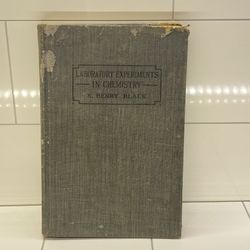 LABORATORY EXPERIMENTS
IN CHEMISTRY
N. HENRY BLACK